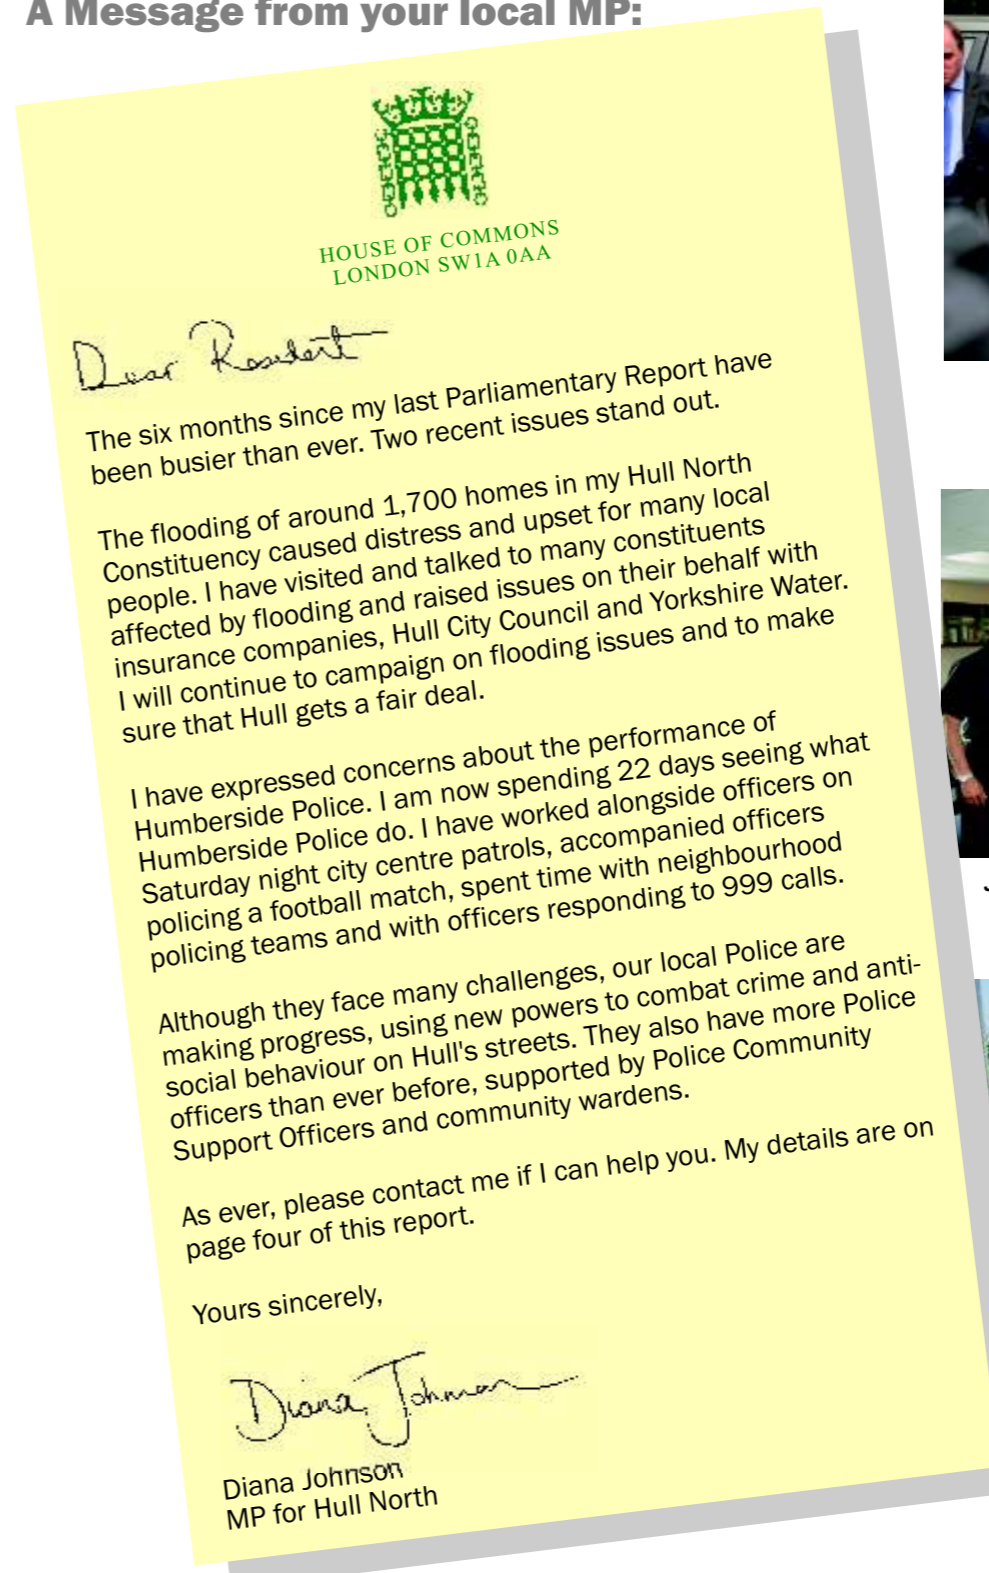 A Message from your local MP:
HOUSE OF COMMONS
LONDON SW1A 0AA
Dear Resident
The six months since my last Parliamentary Report have
been busier than ever. Two recent issues stand out.
The flooding of around 1,700 homes in my Hull North
Constituency caused distress and upset for many local
people. I have visited and talked to many constituents
affected by flooding and raised issues on their behalf with
insurance companies, Hull City Council and Yorkshire Water.
I will continue to campaign on flooding issues and to make
sure that Hull gets a fair deal.
I have expressed concerns about the performance of
Humberside Police. I am now spending 22 days seeing what
Humberside Police do. I have worked alongside officers on
Saturday night city centre patrols, accompanied officers
policing a football match, spent time with neighbourhood
policing teams and with officers responding to 999 calls.
Although they face many challenges, our local Police are
making progress, using new powers to combat crime and anti-
social behaviour on Hull's streets. They also have more Police
officers than ever before, supported by Police Community
Support Officers and community wardens.
As ever, please contact me if I can help you. My details are on
page four of this report.
Yours sincerely,
Diana Johnson
Diana Johnson
MP for Hull North